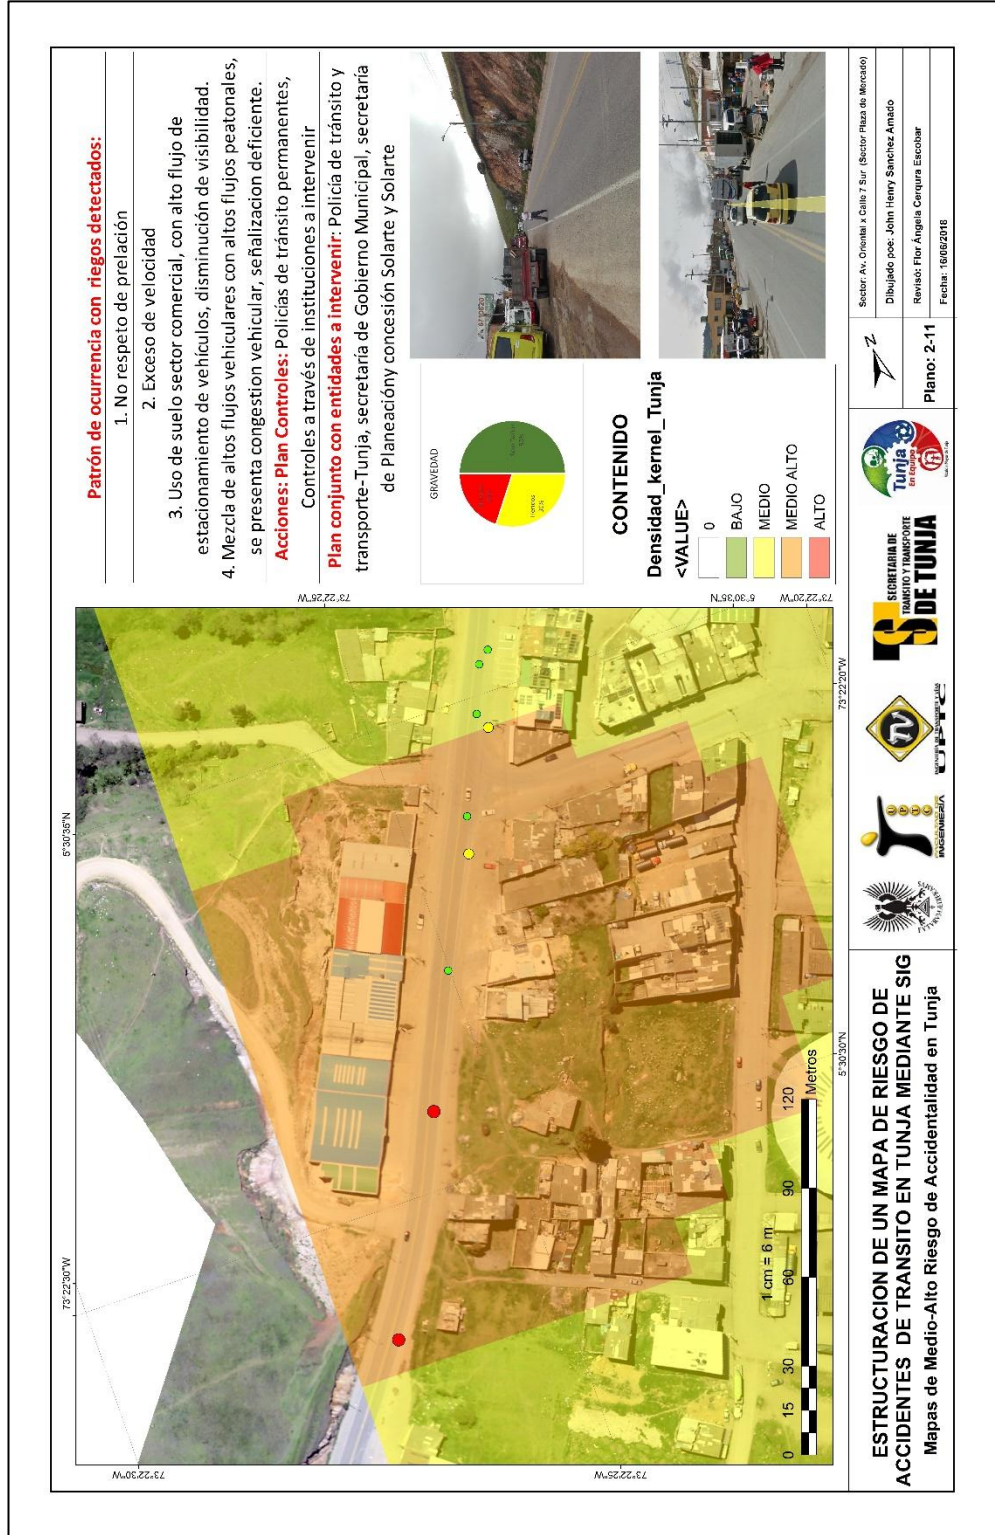 Patrón de ocurrencia con riegos detectados:
1. No respeto de prelación
2. Exceso de velocidad
3. Uso de suelo sector comercial, con alto flujo de
estacionamiento de vehículos, disminución de visibilidad.
4. Mezcla de altos flujos vehiculares con altos flujos peatonales,
se presenta congestion vehicular, señalizacion deficiente.
Acciones: Plan Controles: Policías de tránsito permanentes,
Controles a través de instituciones a intervenir
Plan conjunto con entidades a intervenir: Policía de tránsito y
transporte-Tunja, secretaría de Gobierno Municipal, secretaría
de Planeacióny concesión Solarte y Solarte
GRAVEDAD
CONTENIDO
Densidad_kernel_Tunja
<VALUE>
0
BAJO
MEDIO
MEDIO ALTO
ALTO
73°22'30"W
5°30'35"N
73°22'25"W
5°30'35"N
73°22'20"W
73°22'30"W
73°22'25"W
5°30'30"N
73°22'20"W
1 cm = 6 m
0 15 30 60 90 120
Metros
ESTRUCTURACION DE UN MAPA DE RIESGO DE
ACCIDENTES DE TRANSITO EN TUNJA MEDIANTE SIG
Mapas de Medio-Alto Riesgo de Accidentalidad en Tunja
UPTC
INGENIERÍA
TV
UPTC
SECRETARIA DE
TRANSITO Y TRANSPORTE
DE TUNJA
Tunja
En Equipo
Z
Plano: 2-11
Sector: Av. Oriental x Calle 7 Sur (Sector Plaza de Mercado)
Dibujado poe: John Henry Sanchez Amado
Revisó: Flor Ángela Cerqura Escobar
Fecha: 16/06/2018